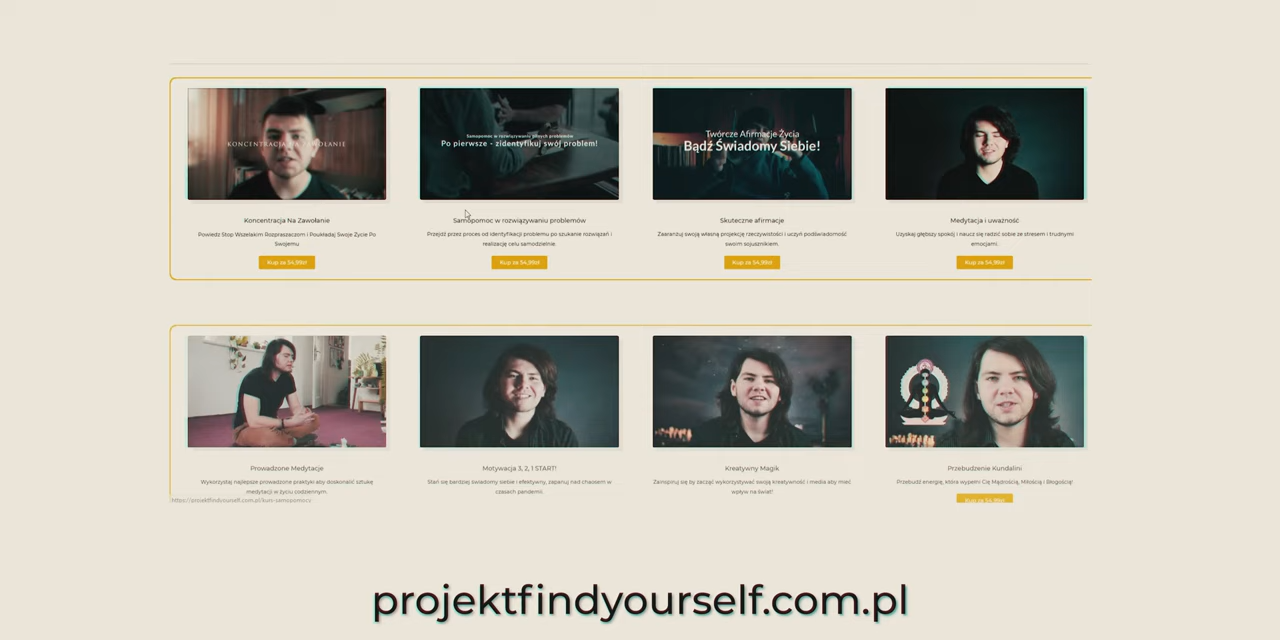 KONCENTRACJA NA ZAWOŁANIE
Samopomoc w rozwiązywaniu silnych problemów
Po pierwsze - zidentyfikuj swój problem!
Twórcze Afirmacje Życia
Bądź Świadomy Siebie!
Koncentracja Na Zawołanie
Powiedz Stop Wszelakim Rozpraszaczom i Poukładaj Swoje Życie Po
Swojemu
Kup za 54,99zł
Samopomoc w rozwiązywaniu problemów
Przejdź przez proces od identyfikacji problemu po szukanie rozwiązań i
realizację celu samodzielnie.
Kup za 54,99zł
Skuteczne afirmacje
Zaaranżuj swoją własną projekcję rzeczywistości i uczyń podświadomość
swoim sojusznikiem.
Kup za 54,99zł
Medytacja i uważność
Uzyskaj głębszy spokój i naucz się radzić sobie ze stresem i trudnymi
emocjami.
Kup za 54,99zł
Prowadzone Medytacje
Wykorzystaj najlepsze prowadzone praktyki aby doskonalić sztukę
medytacji w życiu codziennym.
Motywacja 3, 2, 1 START!
Stań się bardziej świadomy siebie i efektywny, zapanuj nad chaosem w
czasach pandemii.
Kreatywny Magik
Zainspiruj się by zacząć wykorzystywać swoją kreatywność i media aby mieć
wpływ na świat!
Przebudzenie Kundalini
Przebudź energię, która wypełni Cię Mądrością, Miłością i Błogością!
Kup za 54,99zł
https://projektfindyourself.com.pl/kurs-samopomocy
projektfindyourself.com.pl